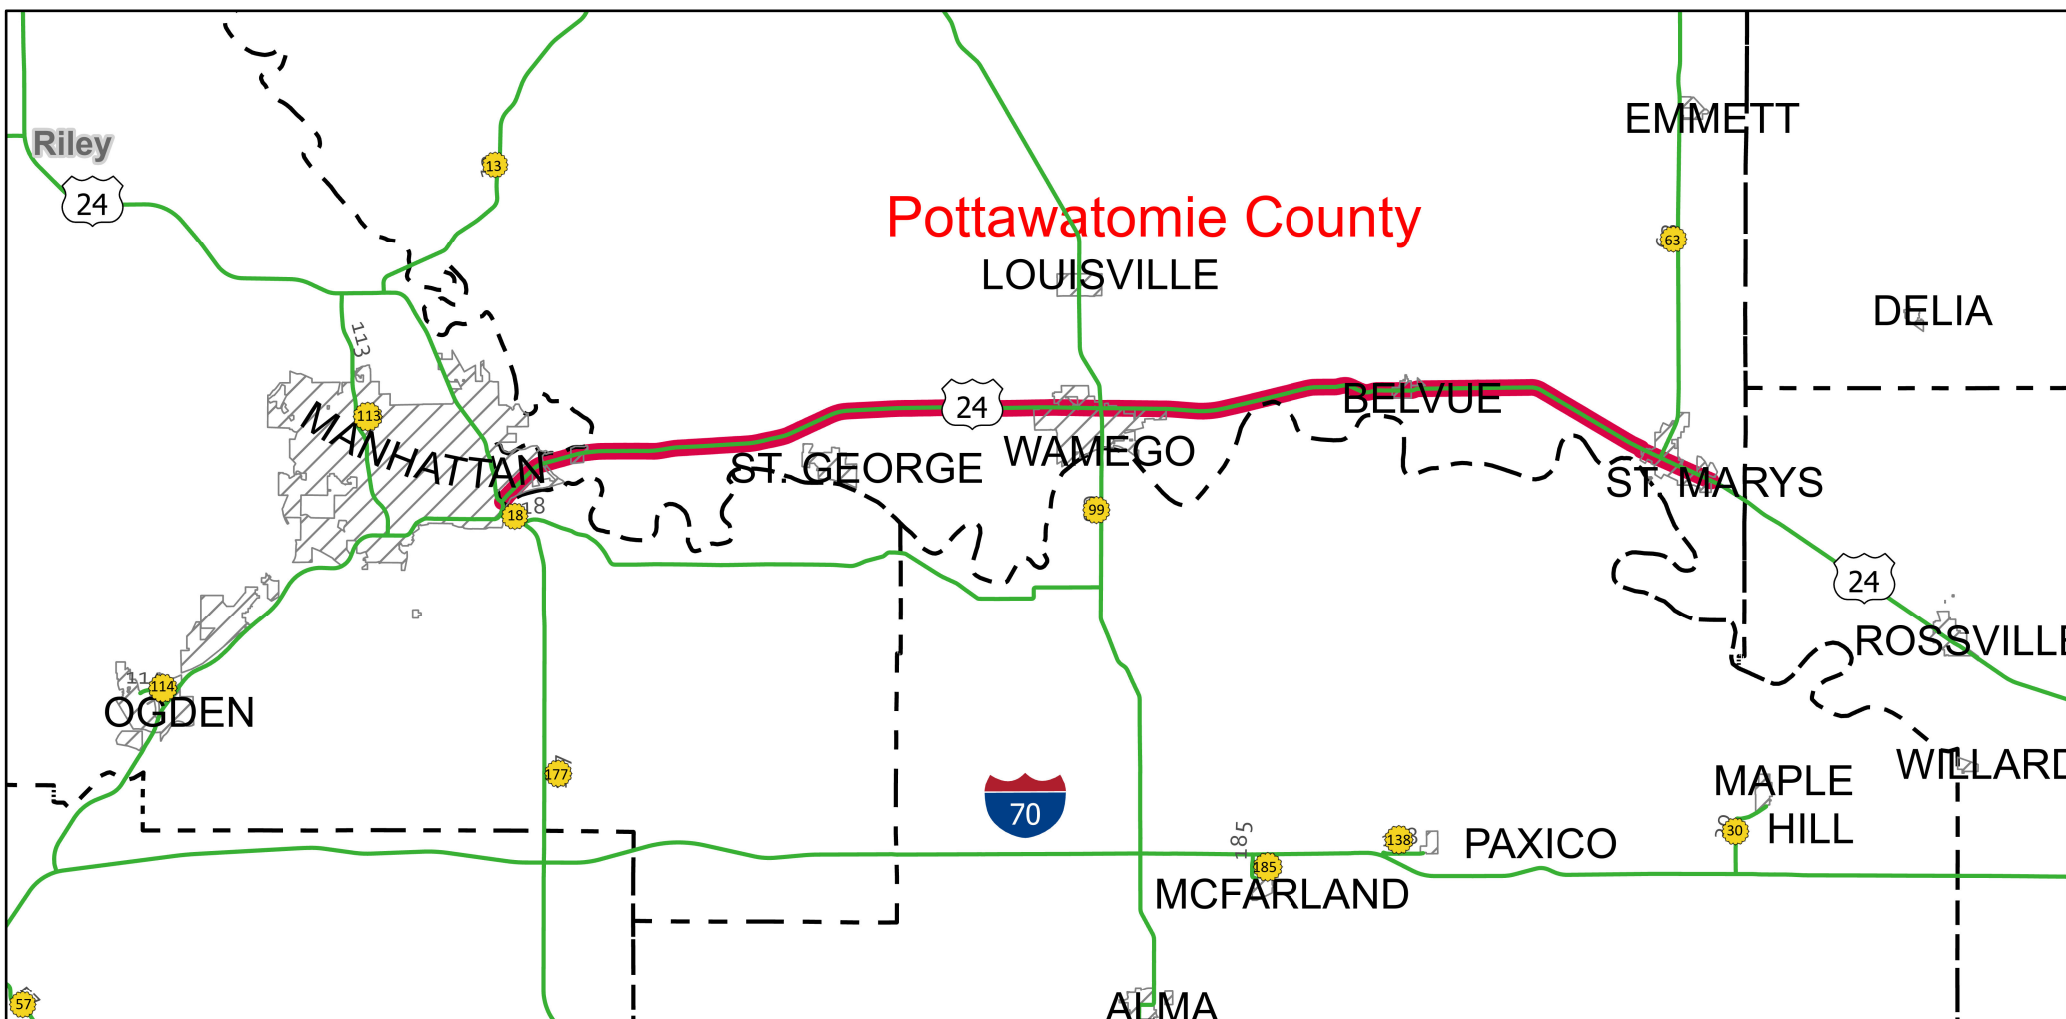 EMMETT
Riley
13
24
Pottawatomie County
63
LOUISVILLE
DELIA
113
BELVUE
24
113
MANHATTAN
WAMEGO
ST. GEORGE
ST. MARYS
18
18
99
24
ROSSVILLE
114
OGDEN
WILLARD
177
MAPLE
HILL
70
30
185
138
PAXICO
185
MCFARLAND
57
ALMA